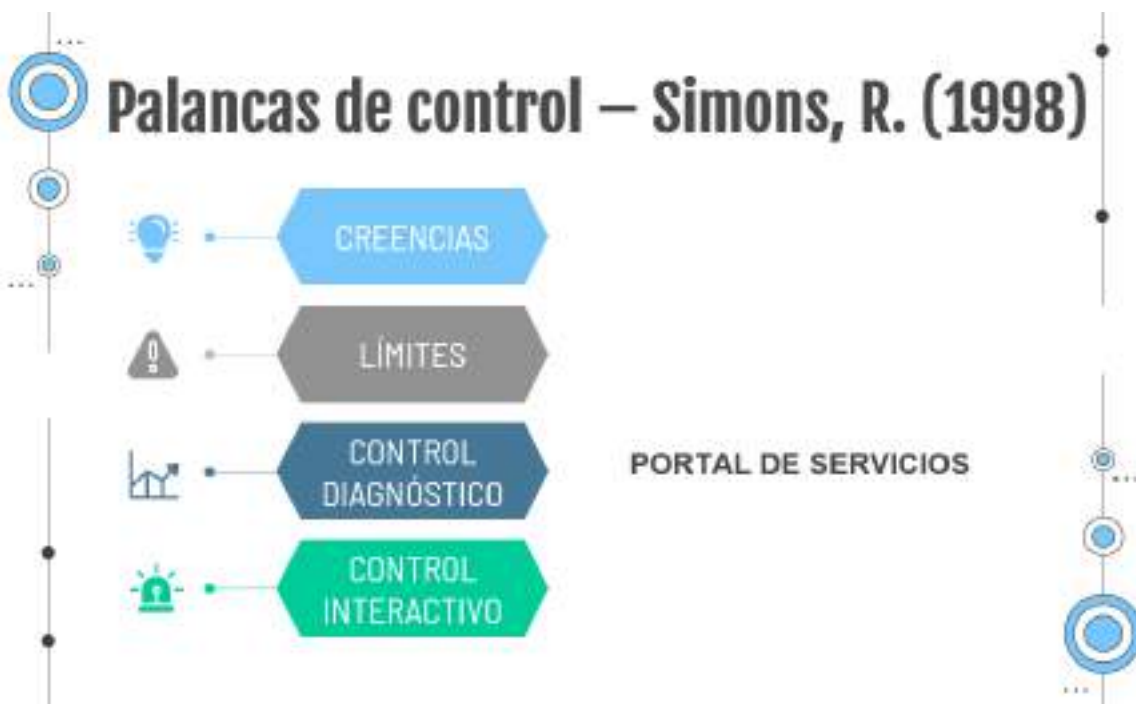 Palancas de control – Simons, R. (1998)
CREENCIAS
LÍMITES
CONTROL
DIAGNÓSTICO
PORTAL DE SERVICIOS
CONTROL
INTERACTIVO